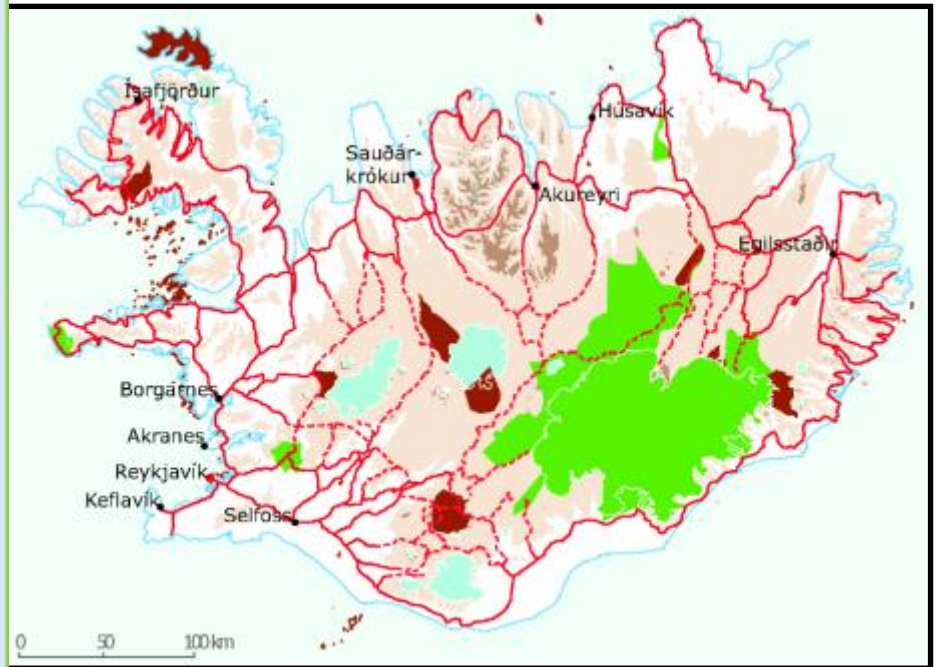 Ísafjörður
Húsavík
Sauðár-
krókur
Akureyri
Egilsstaðir
Borgarnes
Akranes
Reykjavík
Keflavík
Selfoss
0 50 100 km